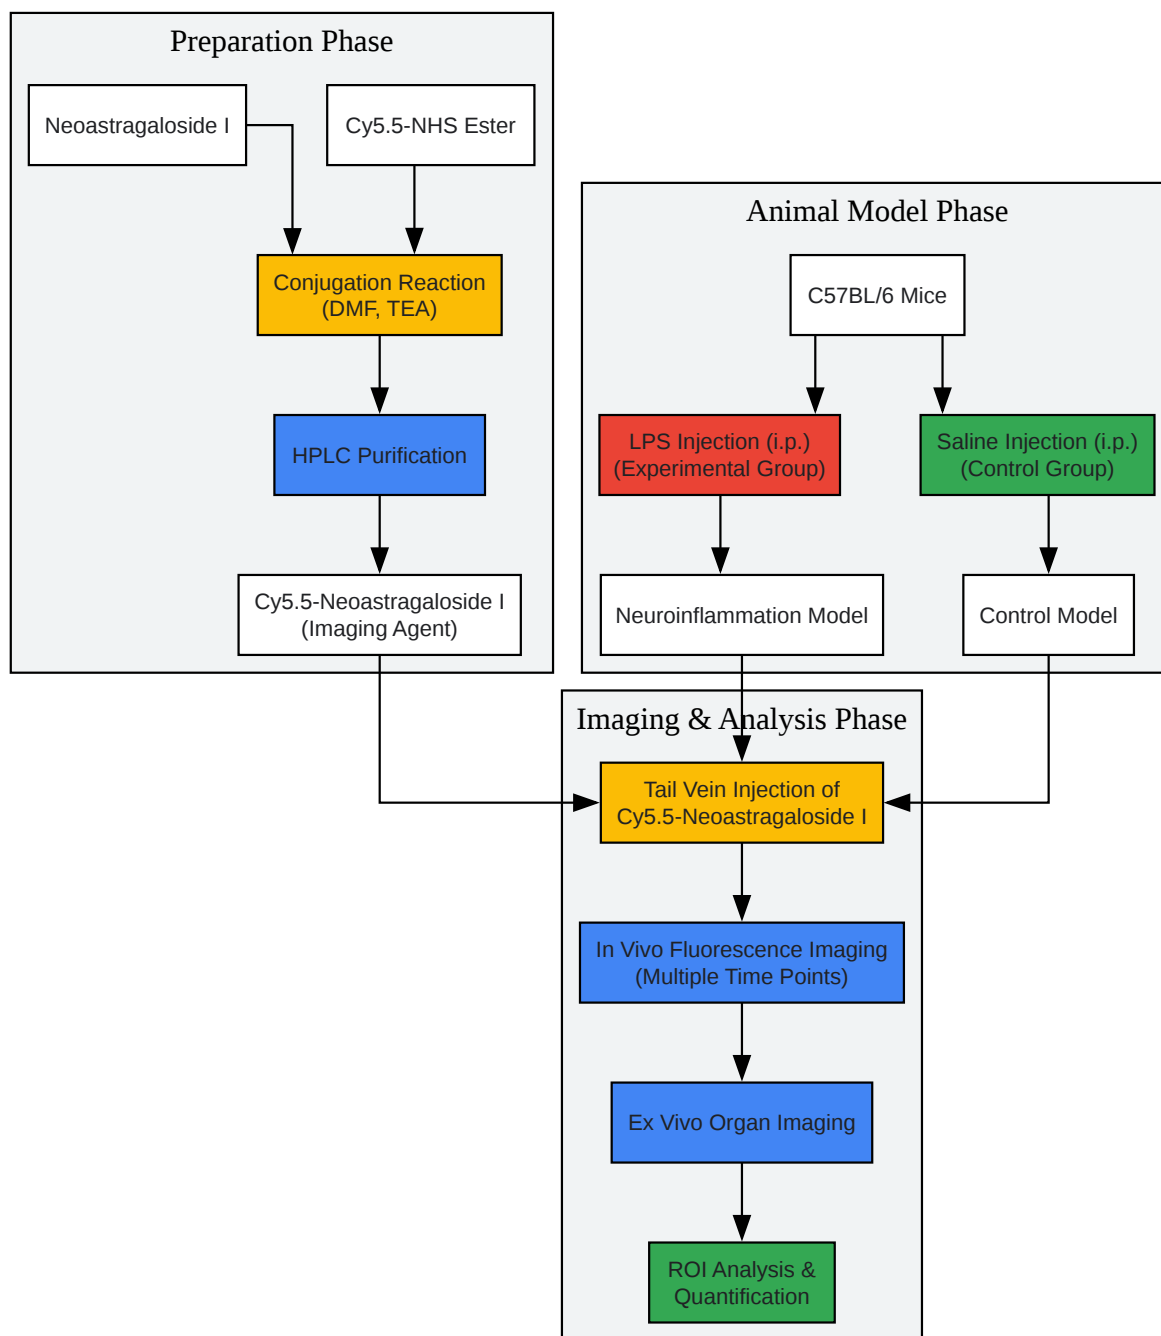 Preparation Phase
Neoastragaloside I
Cy5.5-NHS Ester
Conjugation Reaction
(DMF, TEA)
HPLC Purification
Cy5.5-Neoastragaloside I
(Imaging Agent)
Animal Model Phase
C57BL/6 Mice
LPS Injection (i.p.)
(Experimental Group)
Saline Injection (i.p.)
(Control Group)
Neuroinflammation Model
Control Model
Imaging & Analysis Phase
Tail Vein Injection of
Cy5.5-Neoastragaloside I
In Vivo Fluorescence Imaging
(Multiple Time Points)
Ex Vivo Organ Imaging
ROI Analysis &
Quantification